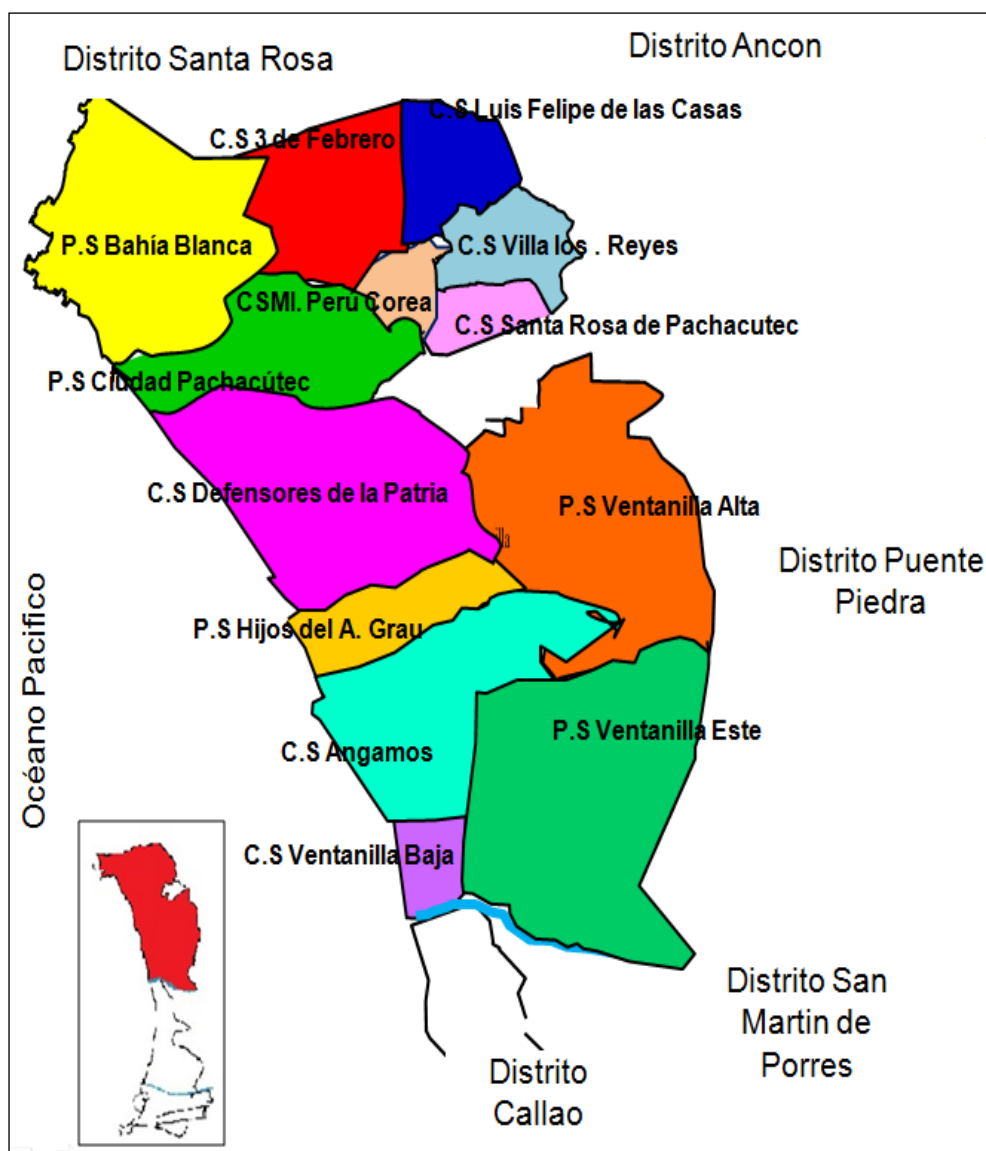 Distrito Santa Rosa
Distrito Ancon
C.S Luis Felipe de las Casas
C.S 3 de Febrero
P.S Bahía Blanca
C.S Villa los . Reyes
CSMI. Perú Corea
C.S Santa Rosa de Pachacutec
P.S Ciudad Pachacútec
C.S Defensores de la Patria
P.S Ventanilla Alta
illa
Distrito Puente
Piedra
P.S Hijos del A. Grau
Océano Pacifico
P.S Ventanilla Este
C.S Angamos
C.S Ventanilla Baja
Distrito San
Martin de
Porres
Distrito
Callao